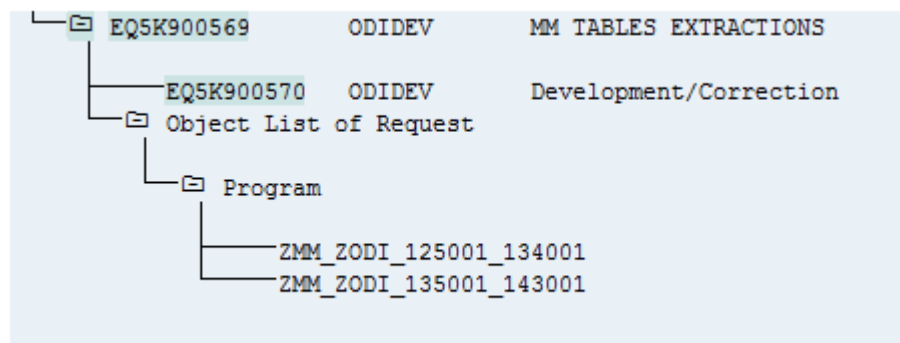 EQ5K900569 ODIDEV MM TABLES EXTRACTIONS
EQ5K900570 ODIDEV Development/Correction
Object List of Request
Program
ZMM_ZODI_125001_134001
ZMM_ZODI_135001_143001